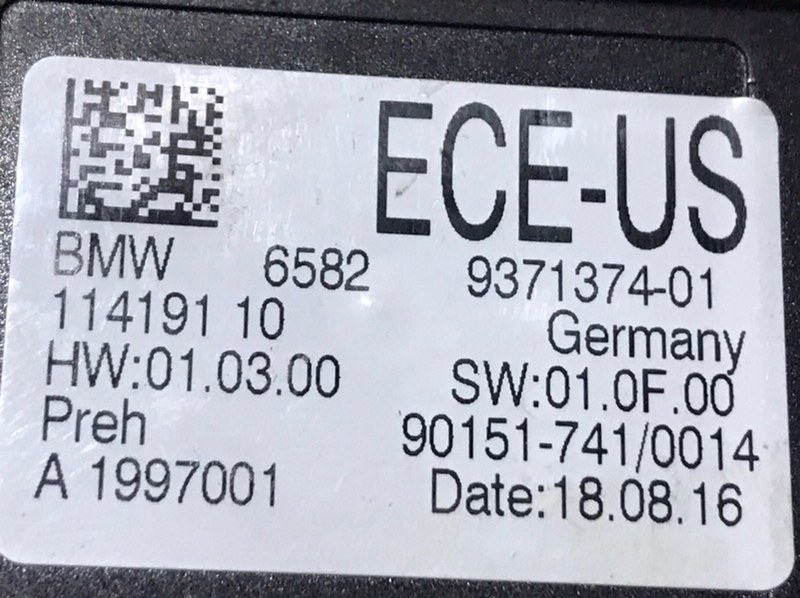 ECE-US
BMW 6582 9371374-01
114191 10 Germany
HW:01.03.00 SW:01.0F.00
Preh 90151-741/0014
A 1997001 Date:18.08.16